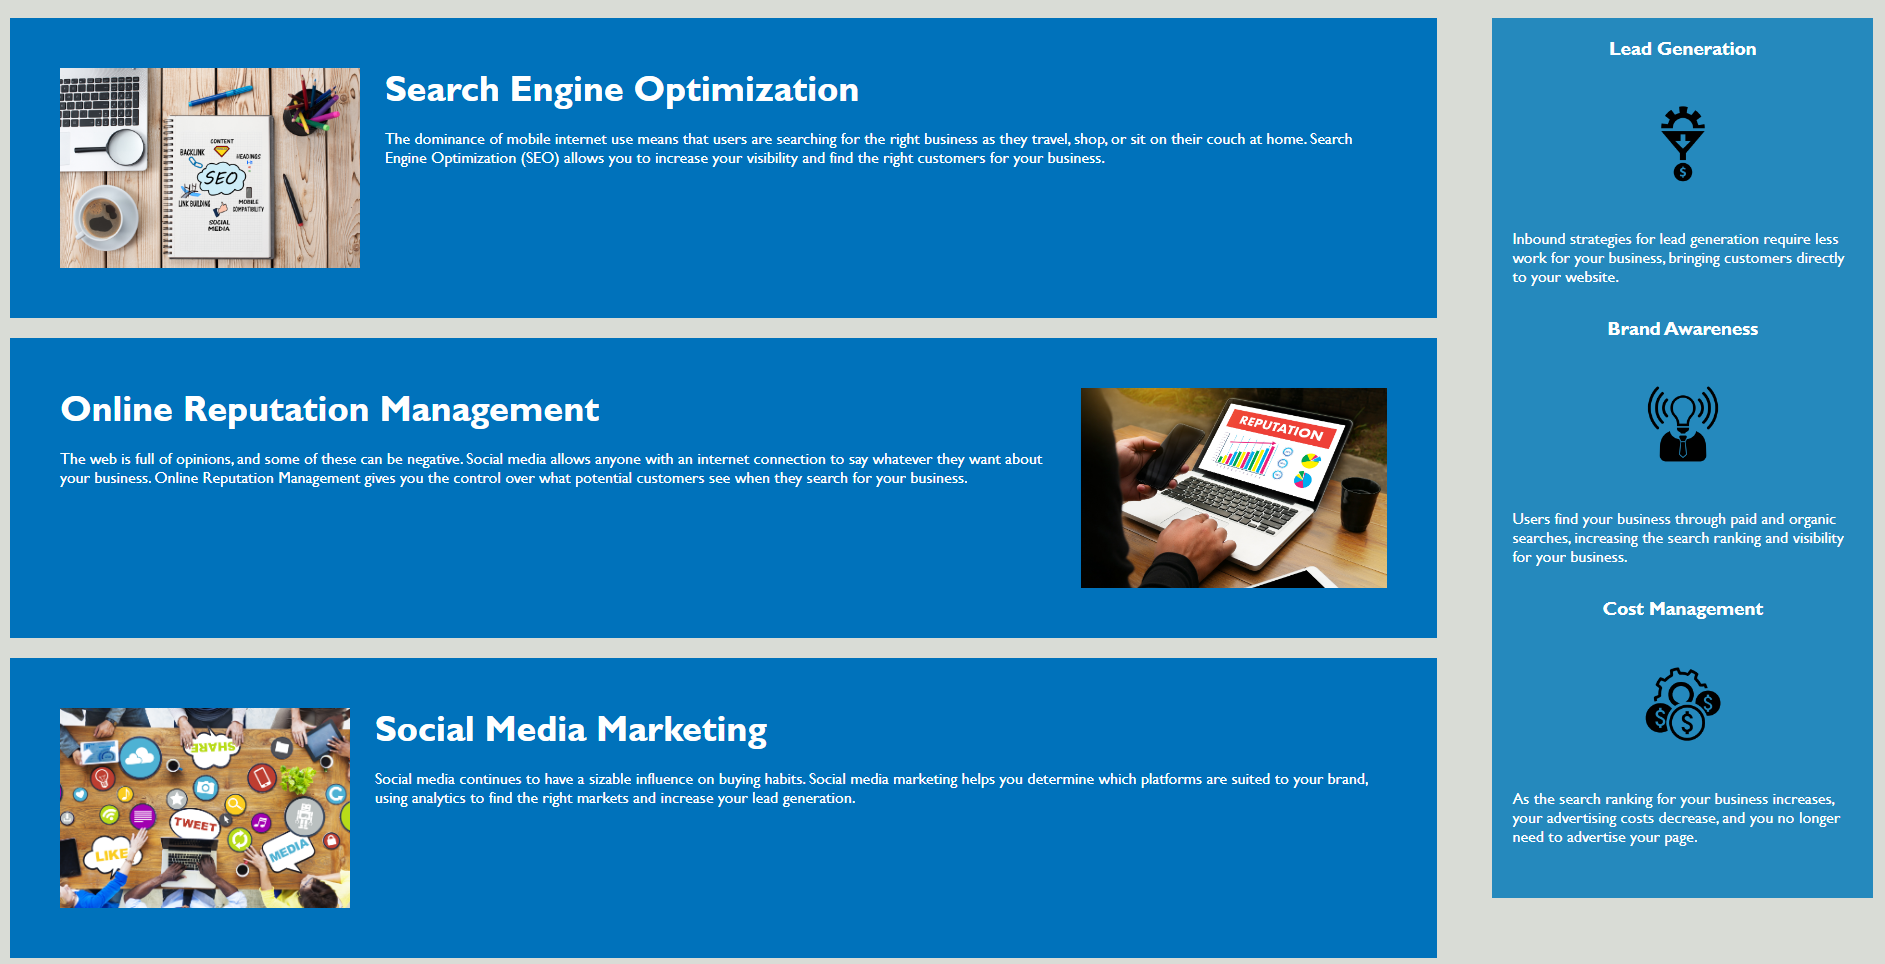 Search Engine Optimization
The dominance of mobile internet use means that users are searching for the right business as they travel, shop, or sit on their couch at home. Search
Engine Optimization (SEO) allows you to increase your visibility and find the right customers for your business.
CONTENT
BACKLINK
HEADINGS
SEO
LINK BUILDING
MOBILE
COMPATIBILITY
SOCIAL
MEDIA
Online Reputation Management
The web is full of opinions, and some of these can be negative. Social media allows anyone with an internet connection to say whatever they want about
your business. Online Reputation Management gives you the control over what potential customers see when they search for your business.
REPUTATION
Social Media Marketing
Social media continues to have a sizable influence on buying habits. Social media marketing helps you determine which platforms are suited to your brand,
using analytics to find the right markets and increase your lead generation.
SHARE
TWEET
LIKE
MEDIA
Lead Generation
$
Inbound strategies for lead generation require less
work for your business, bringing customers directly
to your website.
Brand Awareness
Users find your business through paid and organic
searches, increasing the search ranking and visibility
for your business.
Cost Management
$ $ $
As the search ranking for your business increases,
your advertising costs decrease, and you no longer
need to advertise your page.